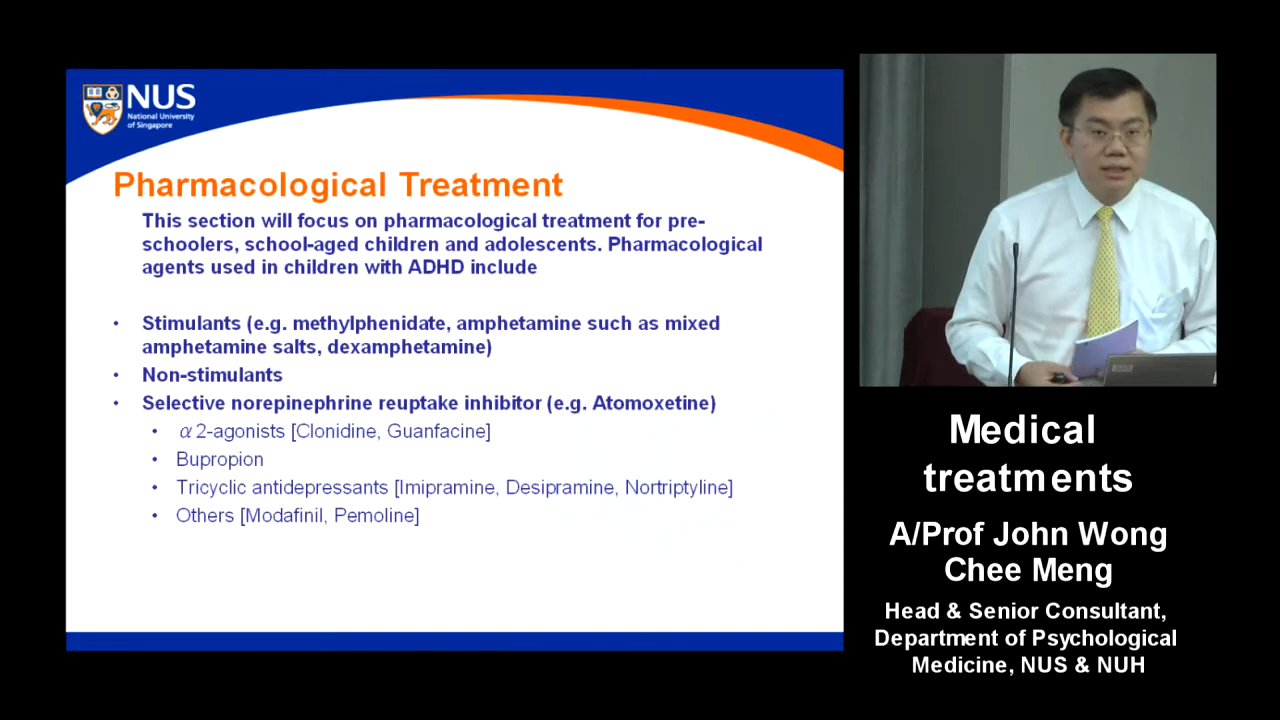 NUS
National University
of Singapore
Pharmacological Treatment
This section will focus on pharmacological treatment for pre-
schoolers, school-aged children and adolescents. Pharmacological
agents used in children with ADHD include
• Stimulants (e.g. methylphenidate, amphetamine such as mixed
amphetamine salts, dexamphetamine)
• Non-stimulants
• Selective norepinephrine reuptake inhibitor (e.g. Atomoxetine)
• α2-agonists [Clonidine, Guanfacine]
• Bupropion
• Tricyclic antidepressants [Imipramine, Desipramine, Nortriptyline]
• Others [Modafinil, Pemoline]
Medical
treatments
A/Prof John Wong
Chee Meng
Head & Senior Consultant,
Department of Psychological
Medicine, NUS & NUH